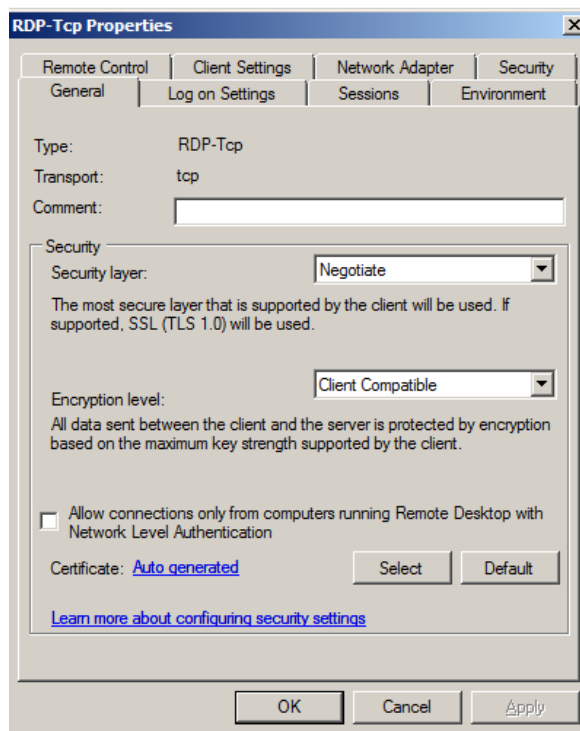 RDP-Tcp Properties
Remote Control Client Settings Network Adapter Security
General Log on Settings Sessions Environment
Type: RDP-Tcp
Transport: tcp
Comment:
Security
Security layer: Negotiate
The most secure layer that is supported by the client will be used. If
supported, SSL (TLS 1.0) will be used.
Encryption level: Client Compatible
All data sent between the client and the server is protected by encryption
based on the maximum key strength supported by the client.
Allow connections only from computers running Remote Desktop with
Network Level Authentication
Certificate: Auto generated Select Default
Learn more about configuring security settings
OK Cancel Apply